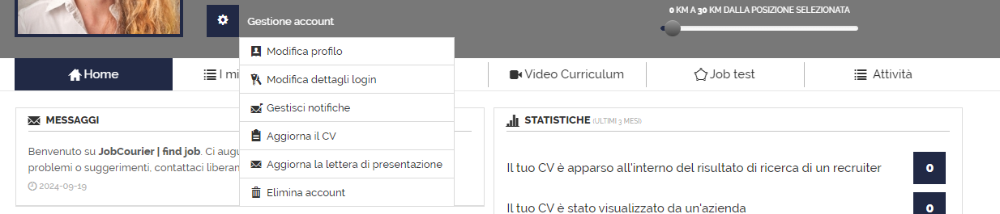 Gestione account
0 KM A 30 KM DALLA POSIZIONE SELEZIONATA
Modifica profilo
Modifica dettagli login
Gestisci notifiche
Aggiorna il CV
Aggiorna la lettera di presentazione
Elimina account
Home
I mi
Video Curriculum
Job test
Attività
MESSAGGI
Benvenuto su JobCourier | find job. Ci augu
problemi o suggerimenti, contattaci liberam
2024-09-19
STATISTICHE (ULTIMI 3 MESI)
Il tuo CV è apparso all'interno del risultato di ricerca di un recruiter 0
Il tuo CV è stato visualizzato da un'azienda 0